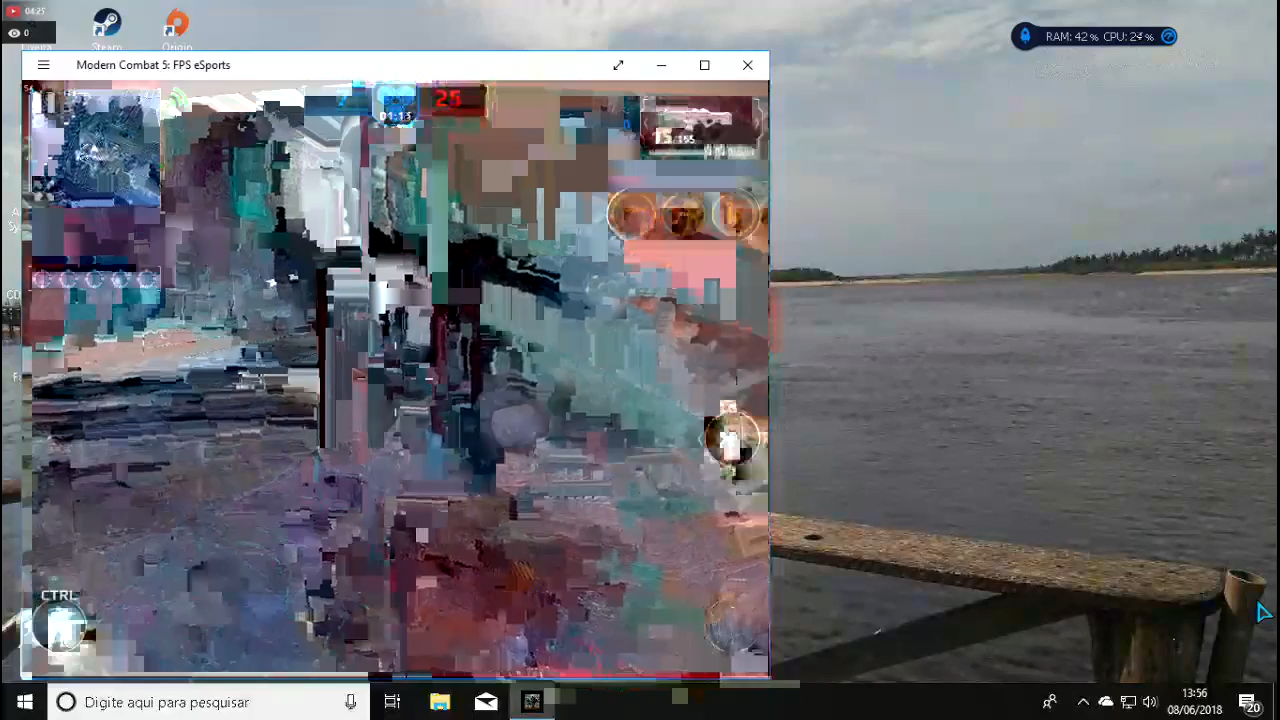 04:25
0
Lixeira
Steam
Origin
RAM: 42 % CPU: 24 %
Modern Combat 5: FPS eSports
25
01:13
CTRL
Digite aqui para pesquisar
13:56
08/06/2018
20